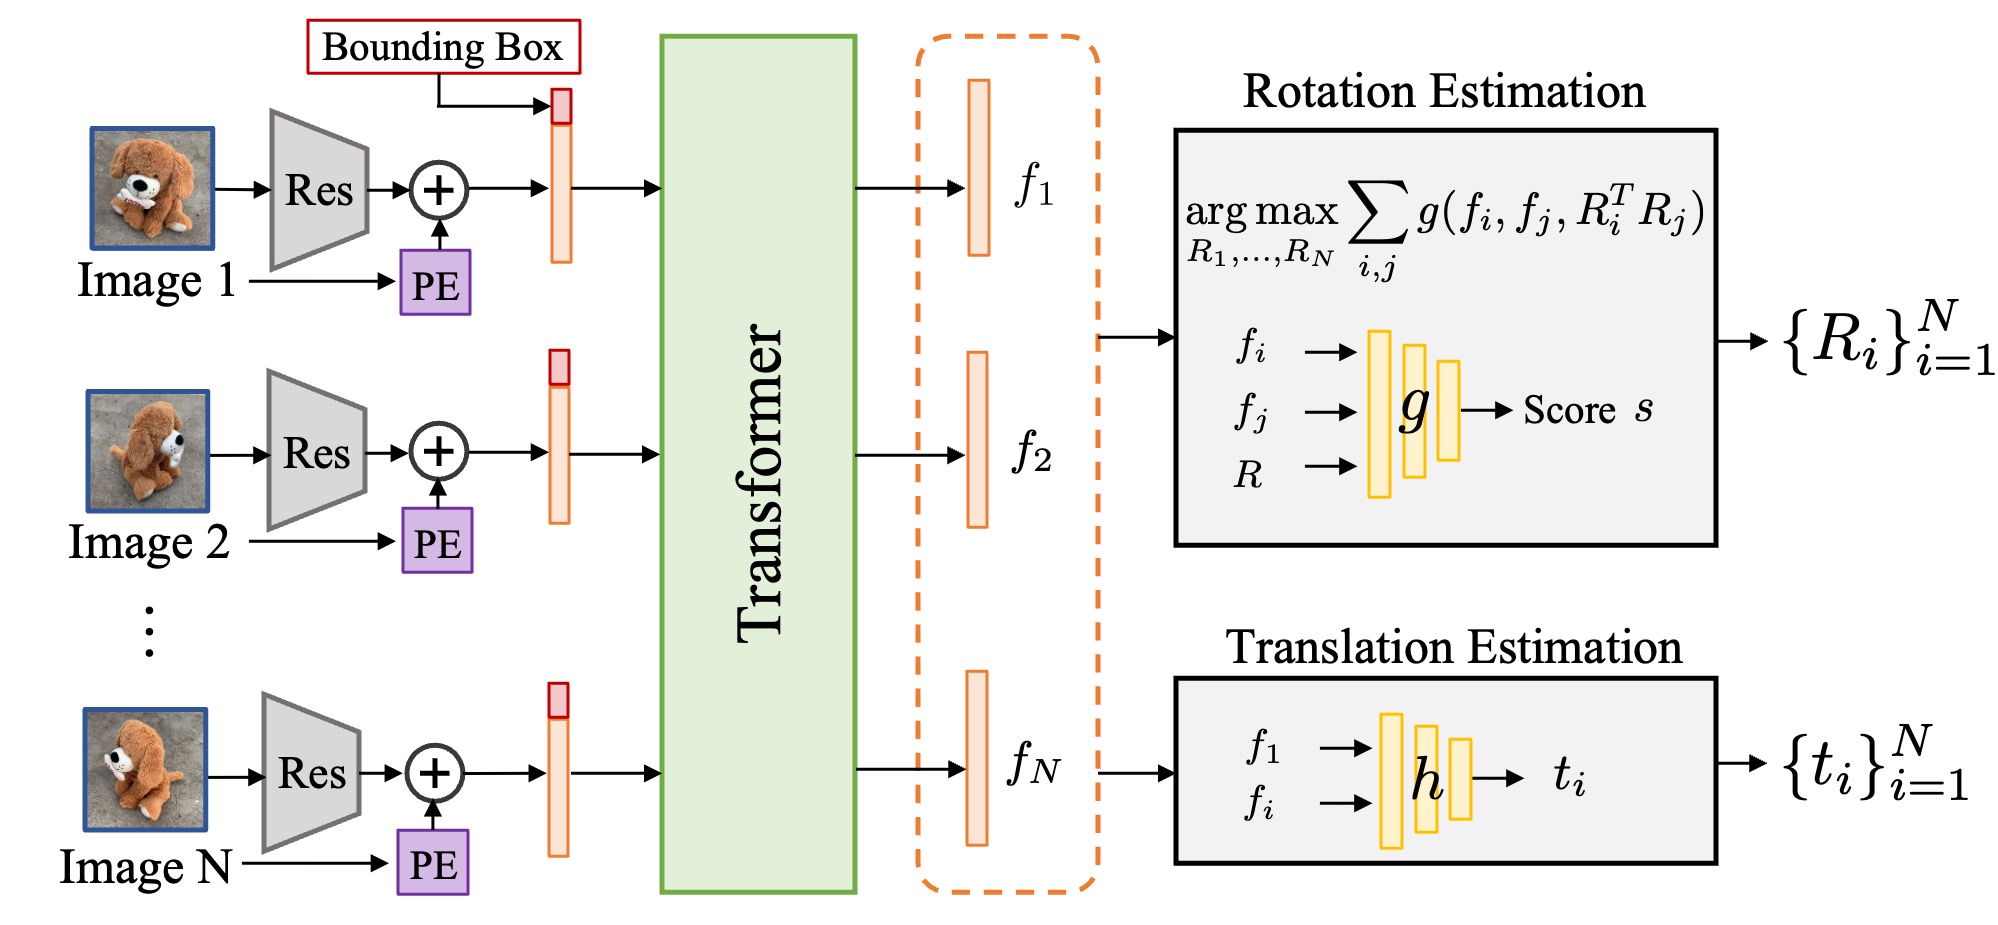 Bounding Box
Res
+
PE
Image 1
Res
+
PE
Image 2
⋮
Res
+
PE
Image N
Transformer
f_1
f_2
f_N
Rotation Estimation
arg max_{R_1,...,R_N} \sum_{i,j} g(f_i, f_j, R_i^T R_j)
f_i
f_j
R
g
Score s
{R_i}_{i=1}^N
Translation Estimation
f_1
f_i
h
t_i
{t_i}_{i=1}^N